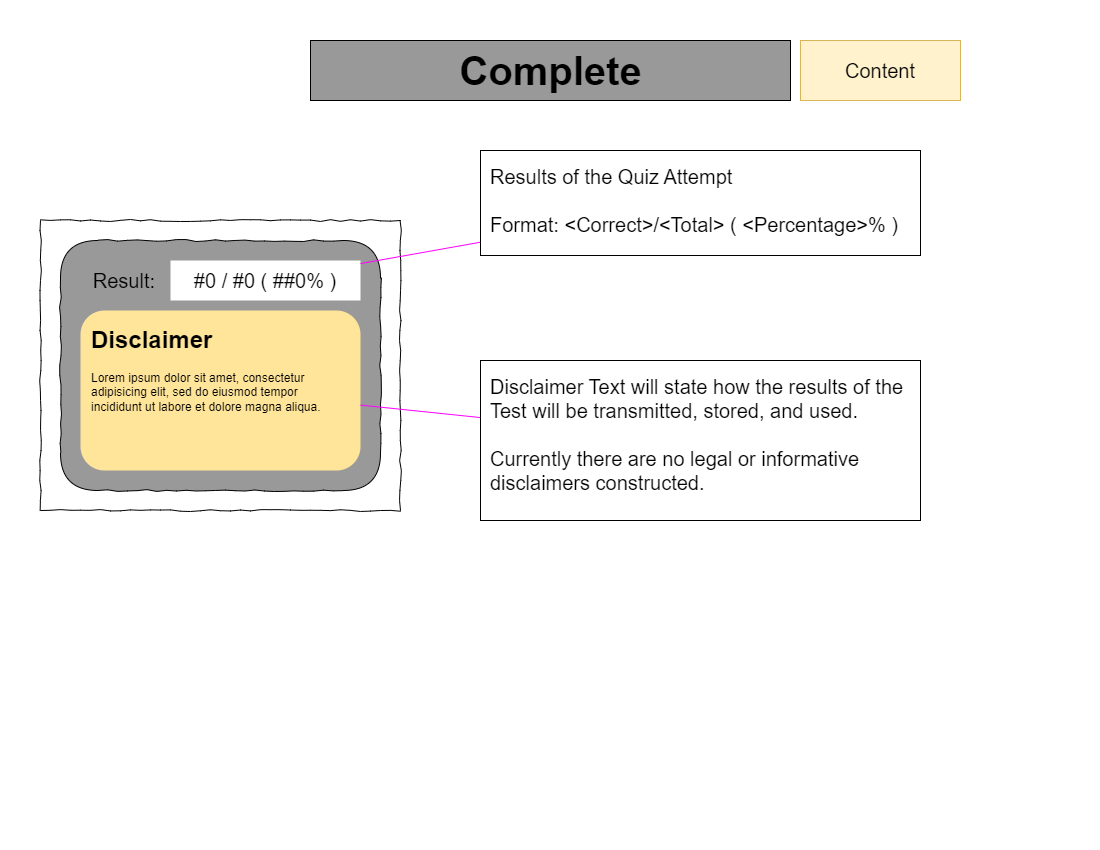 Complete
Content
Results of the Quiz Attempt
Format: <Correct>/<Total> ( <Percentage>% )
Result:
#0 / #0 ( ##0% )
Disclaimer
Lorem ipsum dolor sit amet, consectetur
adipisicing elit, sed do eiusmod tempor
incididunt ut labore et dolore magna aliqua.
Disclaimer Text will state how the results of the
Test will be transmitted, stored, and used.
Currently there are no legal or informative
disclaimers constructed.